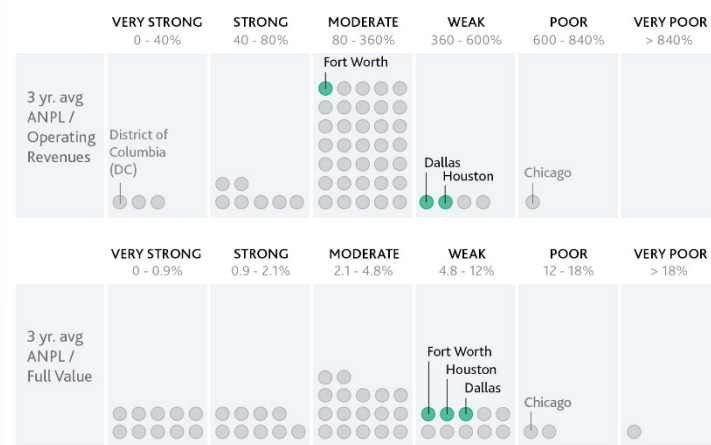 VERY STRONG STRONG MODERATE WEAK POOR VERY POOR
0 - 40% 40 - 80% 80 - 360% 360 - 600% 600 - 840% > 840%
Fort Worth
3 yr. avg
ANPL /
Operating
Revenues
District of
Columbia
(DC)
Dallas
Houston
Chicago
VERY STRONG STRONG MODERATE WEAK POOR VERY POOR
0 - 0.9% 0.9 - 2.1% 2.1 - 4.8% 4.8 - 12% 12 - 18% > 18%
3 yr. avg
ANPL /
Full Value
Fort Worth
Houston
Dallas
Chicago